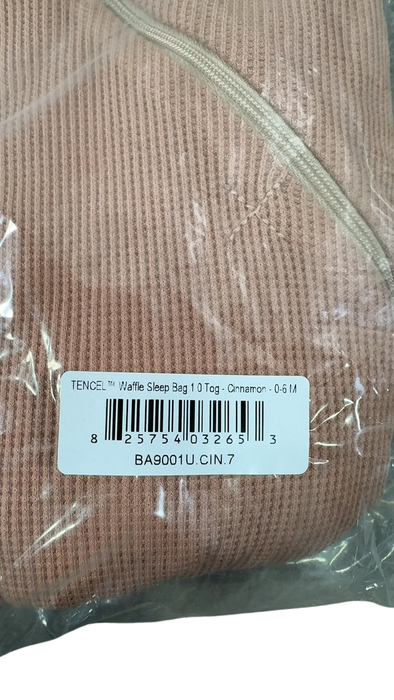 TENCEL™ Waffle Sleep Bag 1.0 Tog - Cinnamon - 0-6 M
8 25754 03265 3
BA9001U.CIN.7